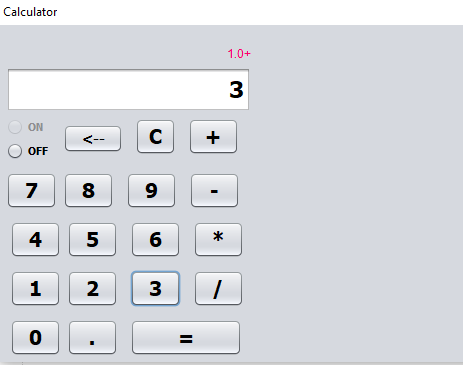 Calculator
1.0+
3
ON
OFF
<-- C +
7 8 9 -
4 5 6 *
1 2 3 /
0 . =